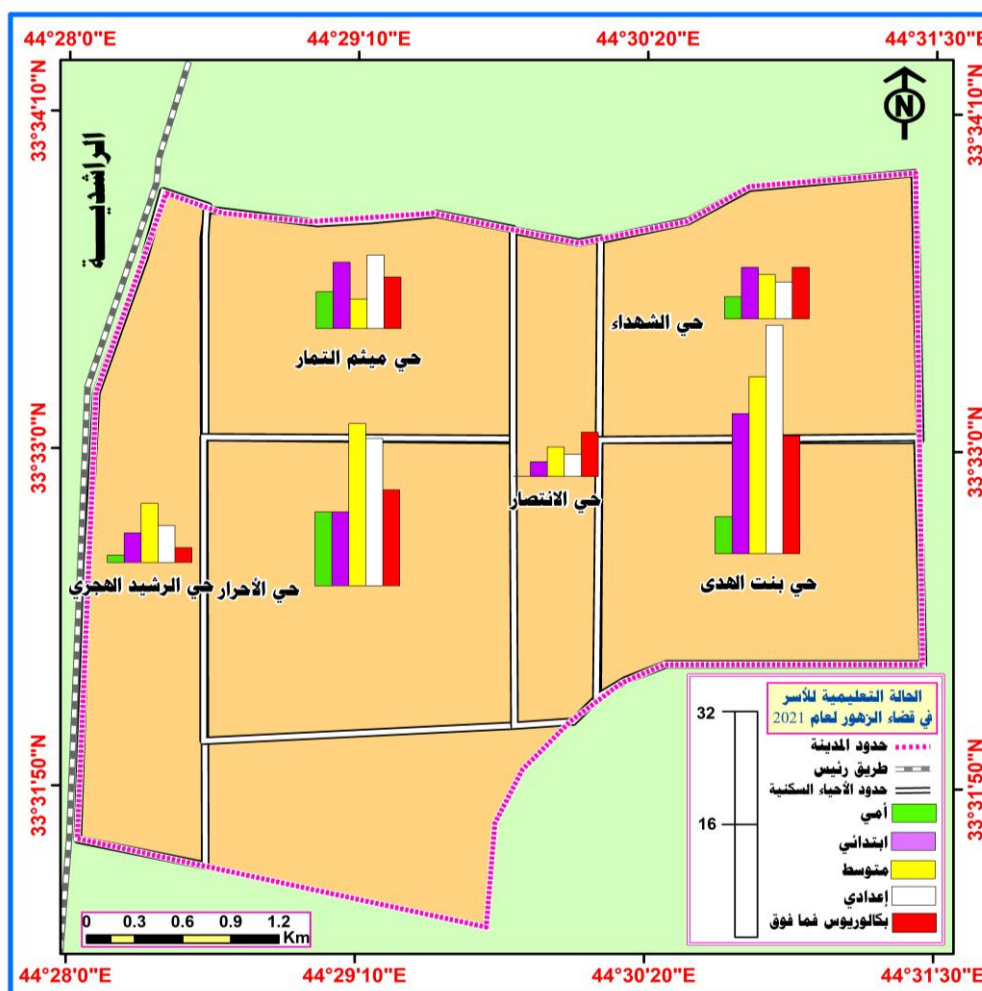 44°28'0"E 44°29'10"E 44°30'20"E 44°31'30"E
33°34'10"N
33°34'10"N
N
الراشديـــة
حي الشهداء
حي ميثم التمار
33°33'0"N
33°33'0"N
حي الانتصار
حي الرشيد الهجري
حي الأحرار
حي بنت الهدى
الحالة التعليمية للأسر
في قضاء الزهور لعام 2021
32
16
حدود المدينة
طريق رئيس
حدود الأحياء السكنية
أمي
ابتدائي
متوسط
إعدادي
بكالوريوس فما فوق
33°31'50"N
33°31'50"N
0 0.3 0.6 0.9 1.2
Km
44°28'0"E 44°29'10"E 44°30'20"E 44°31'30"E